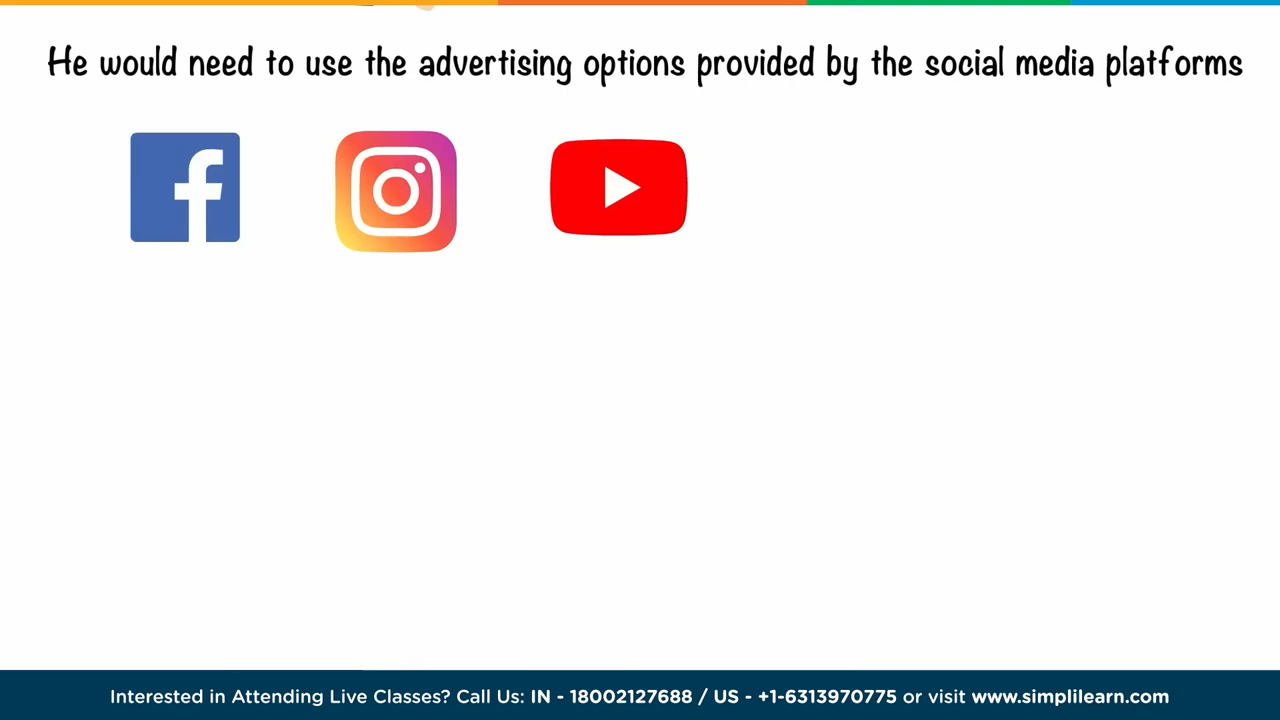 He would need to use the advertising options provided by the social media platforms
f
Interested in Attending Live Classes? Call Us: IN - 18002127688 / US - +1-6313970775 or visit www.simplilearn.com